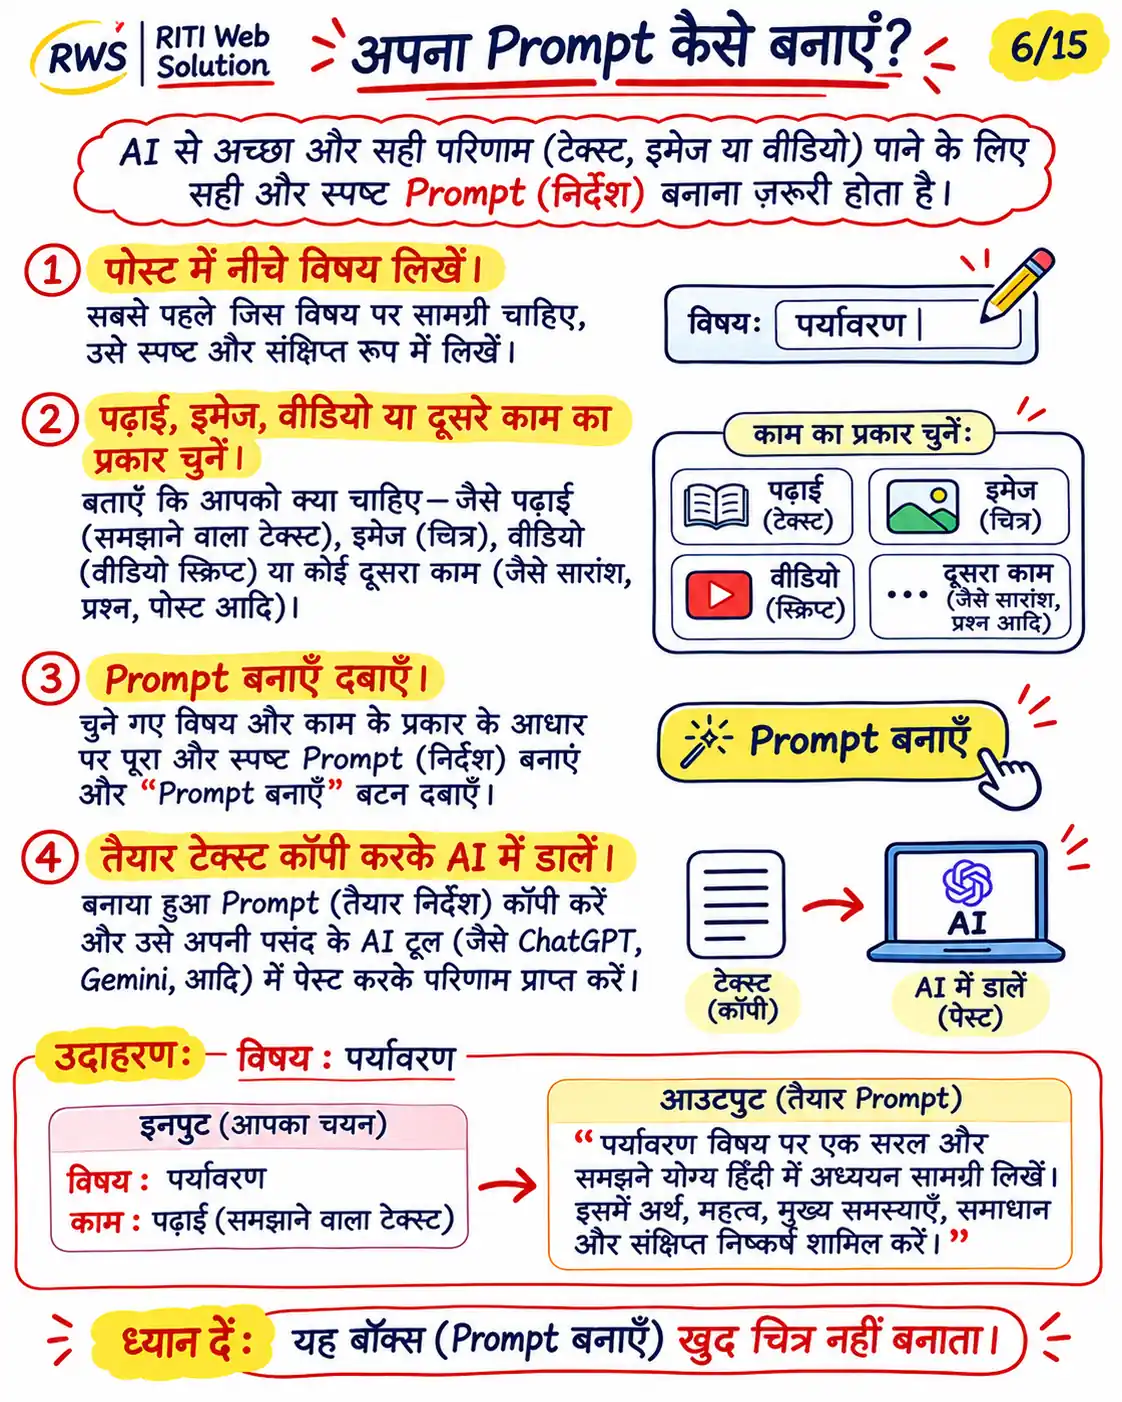 RWS
RITI Web
Solution
अपना Prompt कैसे बनाएं?
6/15
AI से अच्छा और सही परिणाम (टेक्स्ट, इमेज या वीडियो) पाने के लिए
सही और स्पष्ट Prompt (निर्देश) बनाना ज़रूरी होता है।
1 पोस्ट में नीचे विषय लिखें।
सबसे पहले जिस विषय पर सामग्री चाहिए,
उसे स्पष्ट और संक्षिप्त रूप में लिखें।
विषय: पर्यावरण
2 पढ़ाई, इमेज, वीडियो या दूसरे काम का
प्रकार चुनें।
बताएँ कि आपको क्या चाहिए – जैसे पढ़ाई
(समझाने वाला टेक्स्ट), इमेज (चित्र), वीडियो
(वीडियो स्क्रिप्ट) या कोई दूसरा काम (जैसे सारांश,
प्रश्न, पोस्ट आदि)।
काम का प्रकार चुनें:
पढ़ाई
(टेक्स्ट)
इमेज
(चित्र)
वीडियो
(स्क्रिप्ट)
... दूसरा काम
(जैसे सारांश,
प्रश्न आदि)
3 Prompt बनाएँ दबाएँ।
चुने गए विषय और काम के प्रकार के आधार
पर पूरा और स्पष्ट Prompt (निर्देश) बनाएं
और “Prompt बनाएँ” बटन दबाएँ।
Prompt बनाएँ
4 तैयार टेक्स्ट कॉपी करके AI में डालें।
बनाया हुआ Prompt (तैयार निर्देश) कॉपी करें
और उसे अपनी पसंद के AI टूल (जैसे ChatGPT,
Gemini, आदि) में पेस्ट करके परिणाम प्राप्त करें।
टेक्स्ट
(कॉपी)
AI
AI में डालें
(पेस्ट)
उदाहरण: विषय : पर्यावरण
इनपुट (आपका चयन)
विषय : पर्यावरण
काम : पढ़ाई (समझाने वाला टेक्स्ट)
आउटपुट (तैयार Prompt)
“ पर्यावरण विषय पर एक सरल और
समझने योग्य हिंदी में अध्ययन सामग्री लिखें।
इसमें अर्थ, महत्व, मुख्य समस्याएँ, समाधान
और संक्षिप्त निष्कर्ष शामिल करें। ”
ध्यान दें: यह बॉक्स (Prompt बनाएँ) खुद चित्र नहीं बनाता।